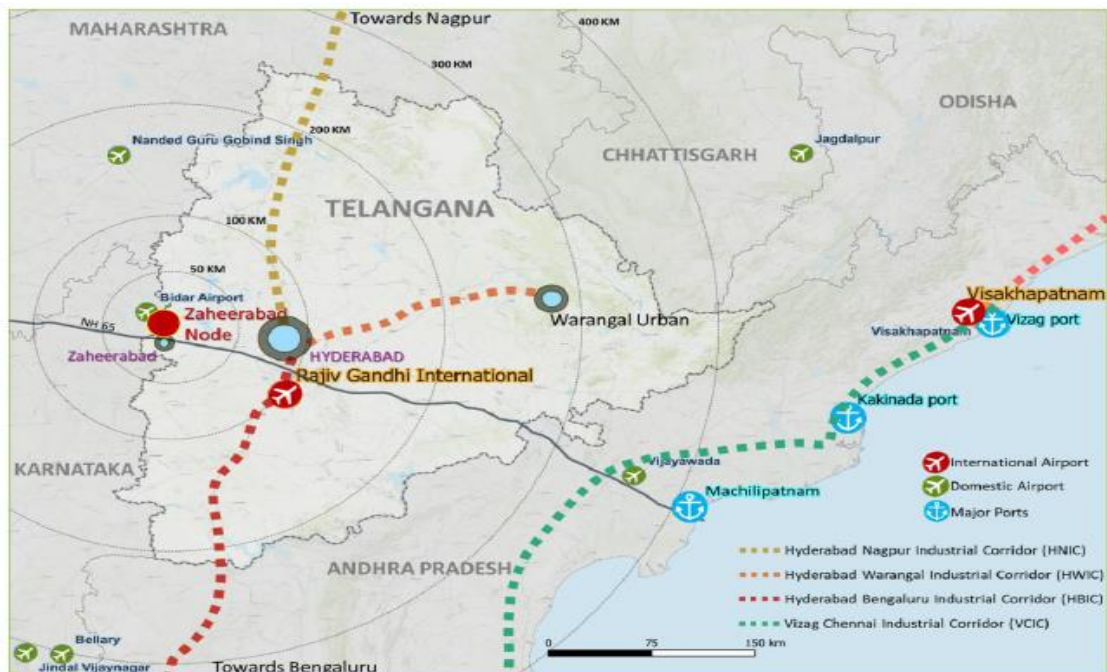 Towards Nagpur
400 KM
MAHARASHTRA
300 KM
ODISHA
200 KM
Nanded Guru Gobind Singh
Jagdalpur
CHHATTISGARH
TELANGANA
100 KM
50 KM
Bidar Airport
Zaheerabad
Node
NH 65
Zaheerabad
HYDERABAD
Rajiv Gandhi International
Warangal Urban
Visakhapatnam
Visakhapatnam
Vizag port
Kakinada port
KARNATAKA
Vijayawada
Machilipatnam
International Airport
Domestic Airport
Major Ports
ANDHRA PRADESH
Hyderabad Nagpur Industrial Corridor (HNIC)
Hyderabad Warangal Industrial Corridor (HWIC)
Hyderabad Bengaluru Industrial Corridor (HBIC)
Vizag Chennai Industrial Corridor (VCIC)
Bellary
Jindal Vijaynagar
Towards Bengaluru
0 75 150 km